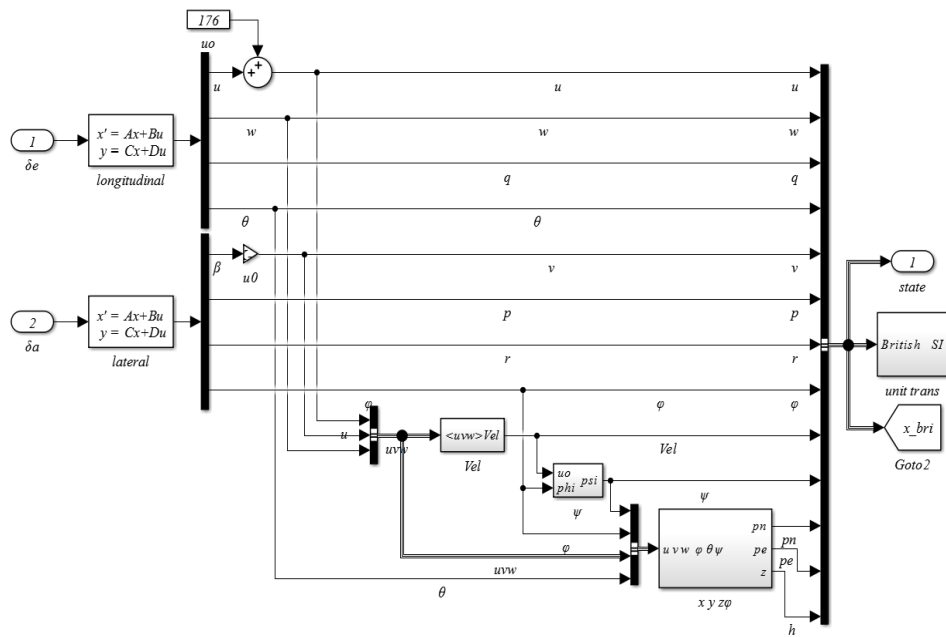 176
uo
+
+
u
u
u
1
δe
x' = Ax+Bu
y = Cx+Du
longitudinal
w
w
w
q
q
θ
θ
θ
β
u0
v
v
2
δa
x' = Ax+Bu
y = Cx+Du
lateral
p
p
r
r
φ
φ
φ
1
state
British SI
unit trans
x_bri
Goto2
u
uvw
<uvw>Vel
Vel
Vel
uo
phi
psi
ψ
ψ
φ
uvw
θ
u v w φ θ ψ
pn
pe
z
x y zφ
pn
pe
h